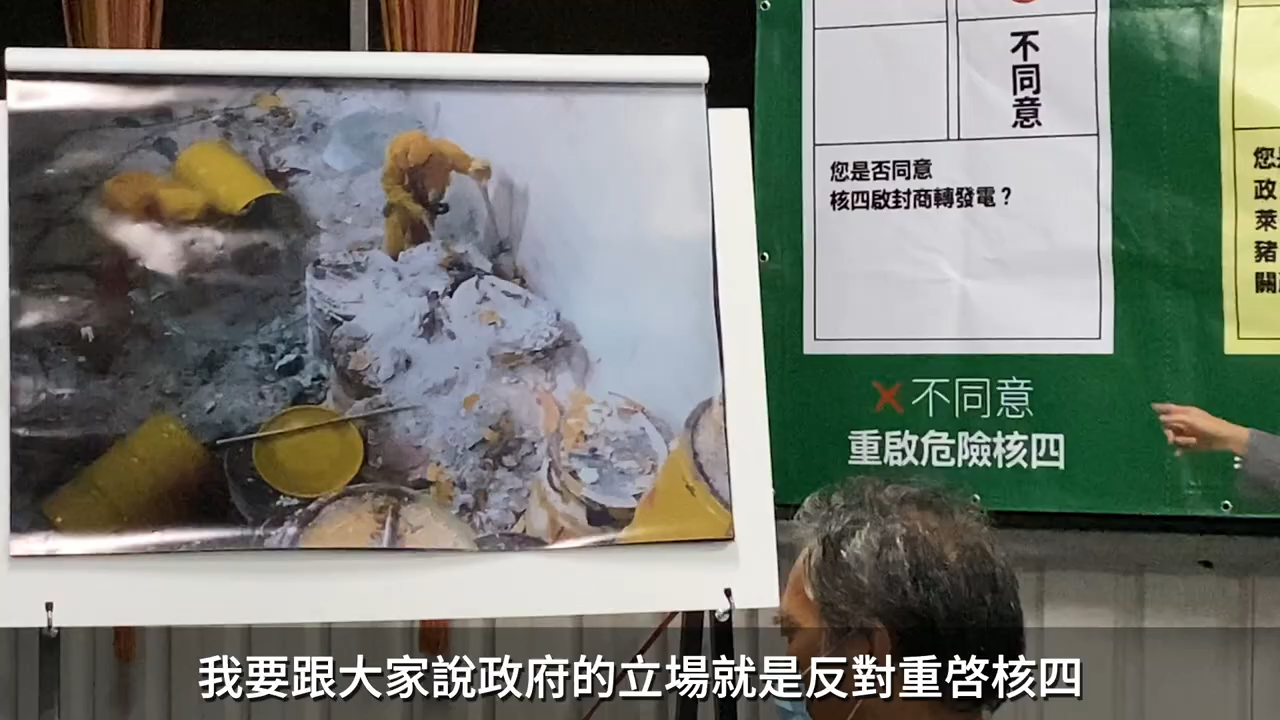 不同意
您是否同意
核四啟封商轉發電？
不同意
重啟危險核四
您
政
萊
豬
關
我要跟大家說政府的立場就是反對重啓核四